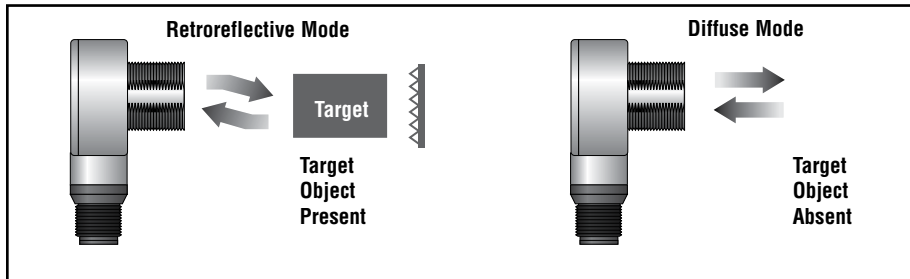 Retroreflective Mode
Target
Target
Object
Present
Diffuse Mode
Target
Object
Absent